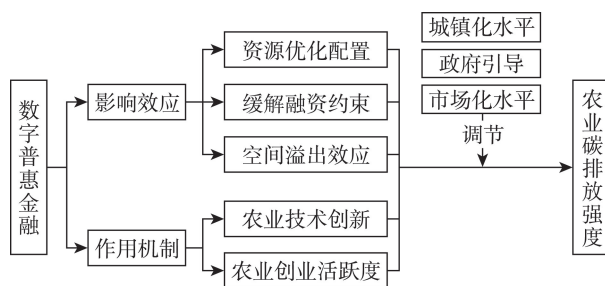 数字普惠金融
影响效应
作用机制
资源优化配置
缓解融资约束
空间溢出效应
农业技术创新
农业创业活跃度
城镇化水平
政府引导
市场化水平
调节
农业碳排放强度